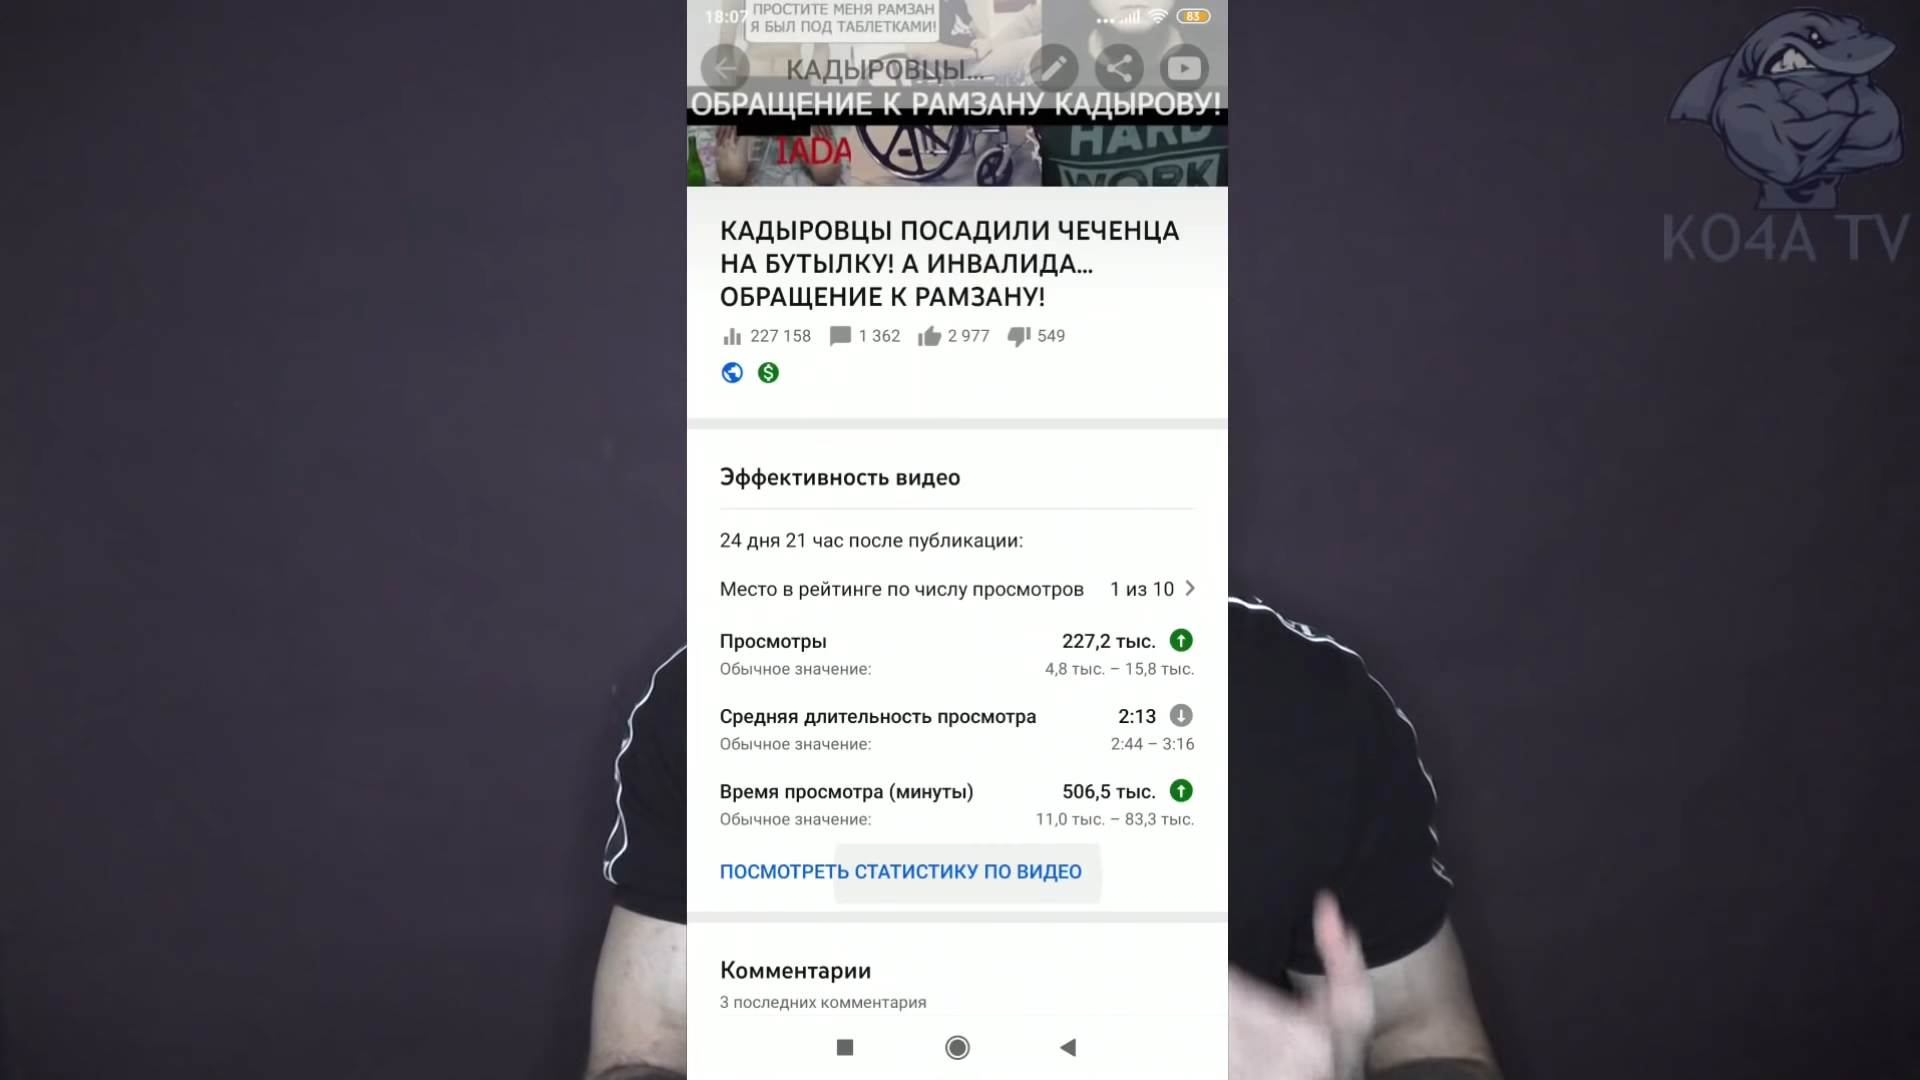 18:07
ПРОСТИТЕ МЕНЯ РАМЗАН
Я БЫЛ ПОД ТАБЛЕТКАМИ!
83
КАДЫРОВЦЫ...
ОБРАЩЕНИЕ К РАМЗАНУ КАДЫРОВУ!
IADA
HARD
WORK
KO4A TV
КАДЫРОВЦЫ ПОСАДИЛИ ЧЕЧЕНЦА
НА БУТЫЛКУ! А ИНВАЛИДА...
ОБРАЩЕНИЕ К РАМЗАНУ!
227 158 1 362 2 977 549
Эффективность видео
24 дня 21 час после публикации:
Место в рейтинге по числу просмотров 1 из 10
Просмотры 227,2 тыс.
Обычное значение: 4,8 тыс. – 15,8 тыс.
Средняя длительность просмотра 2:13
Обычное значение: 2:44 – 3:16
Время просмотра (минуты) 506,5 тыс.
Обычное значение: 11,0 тыс. – 83,3 тыс.
ПОСМОТРЕТЬ СТАТИСТИКУ ПО ВИДЕО
Комментарии
3 последних комментария